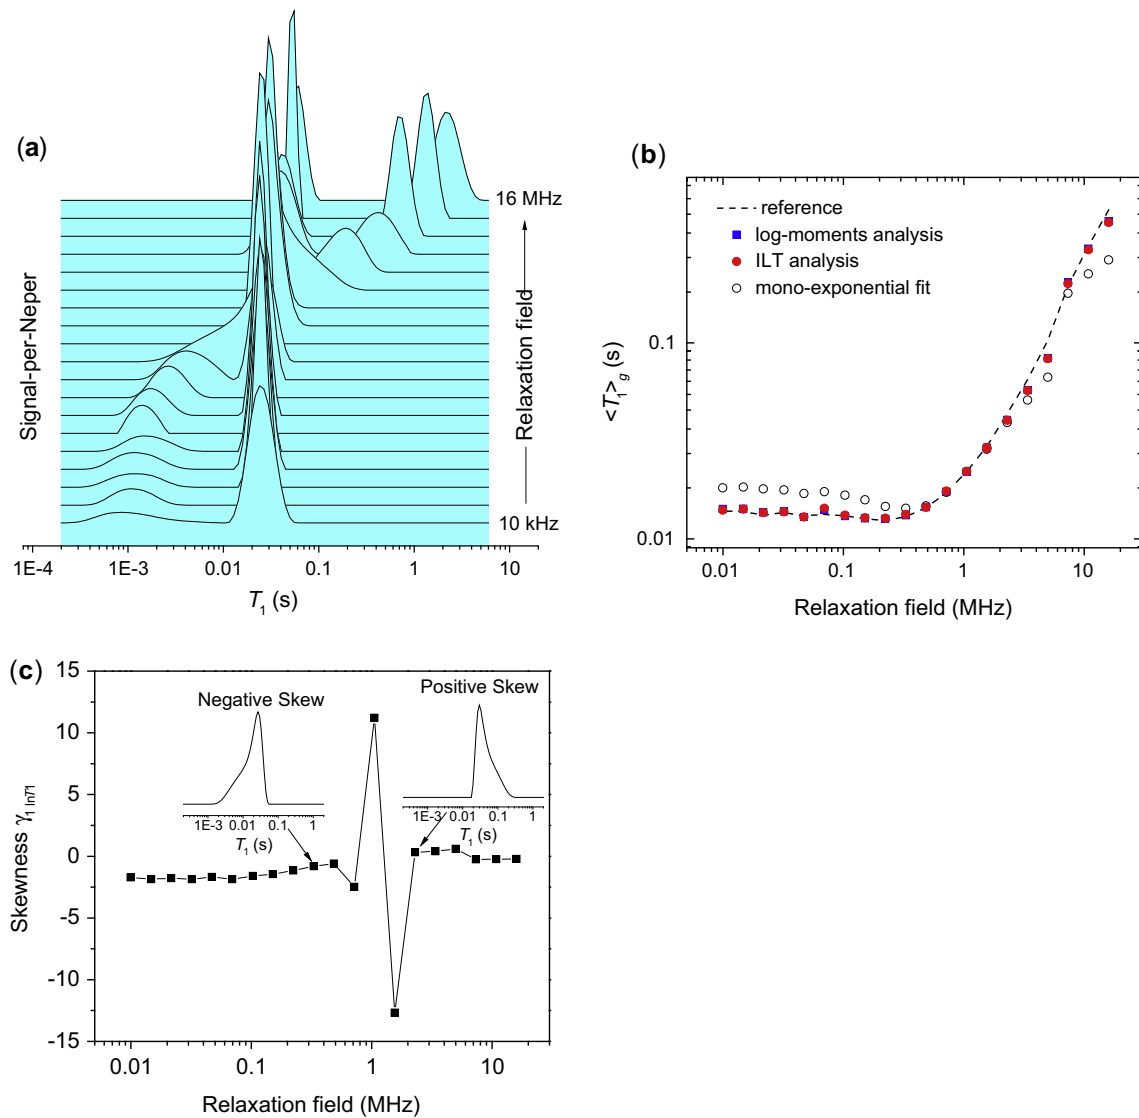 (a)
Signal-per-Neper
16 MHz
Relaxation field
10 kHz
1E-4 1E-3 0.01 0.1 1 10
T1 (s)
(b)
reference
log-moments analysis
ILT analysis
mono-exponential fit
<T1>g (s)
0.1
0.01
0.01 0.1 1 10
Relaxation field (MHz)
(c)
15
10
5
0
-5
-10
-15
Skewness γ1 lnT1
Negative Skew
1E-3 0.01 0.1 1
T1 (s)
Positive Skew
1E-3 0.01 0.1 1
T1 (s)
0.01 0.1 1 10
Relaxation field (MHz)